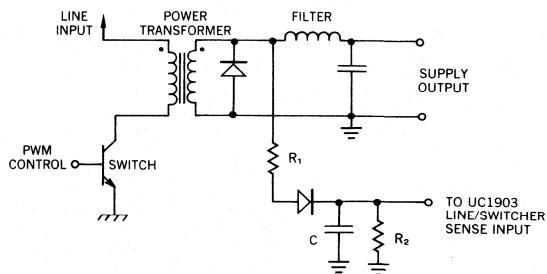 LINE
INPUT
POWER
TRANSFORMER
FILTER
SUPPLY
OUTPUT
PWM
CONTROL
SWITCH
R₁
TO UC1903
LINE/SWITCHER
SENSE INPUT
C
R₂